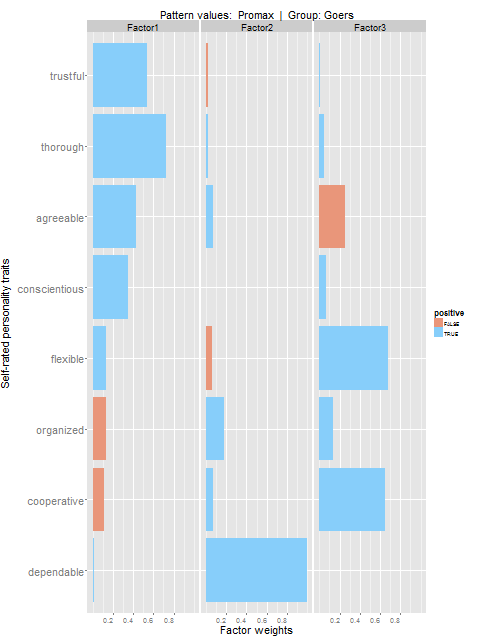 Pattern values: Promax | Group: Goers
Factor1 Factor2 Factor3
trustful
thorough
agreeable
conscientious
flexible
organized
cooperative
dependable
Self-rated personality traits
0.2 0.4 0.6 0.8 0.2 0.4 0.6 0.8 0.2 0.4 0.6 0.8
Factor weights
positive
FALSE
TRUE